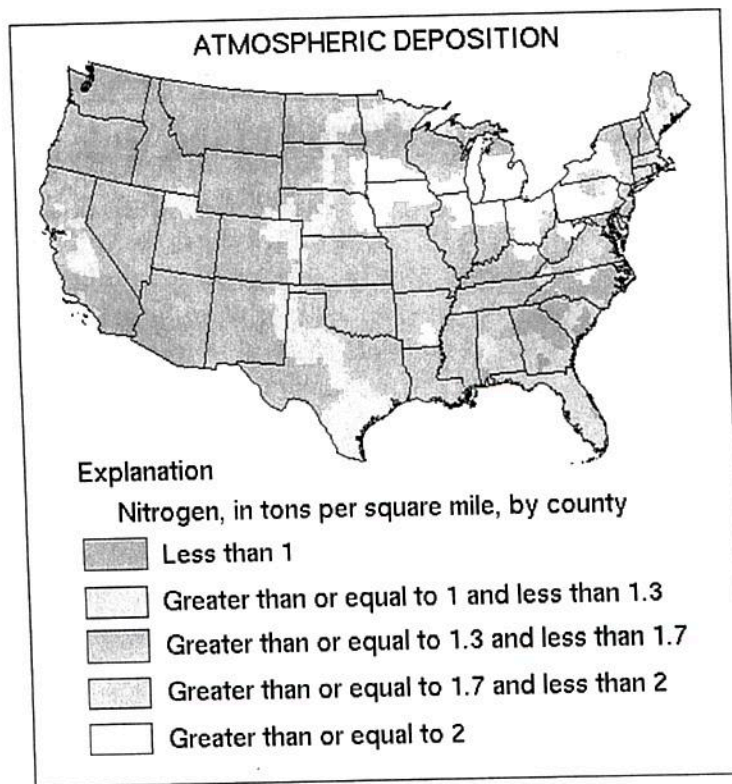 ATMOSPHERIC DEPOSITION
Explanation
Nitrogen, in tons per square mile, by county
Less than 1
Greater than or equal to 1 and less than 1.3
Greater than or equal to 1.3 and less than 1.7
Greater than or equal to 1.7 and less than 2
Greater than or equal to 2